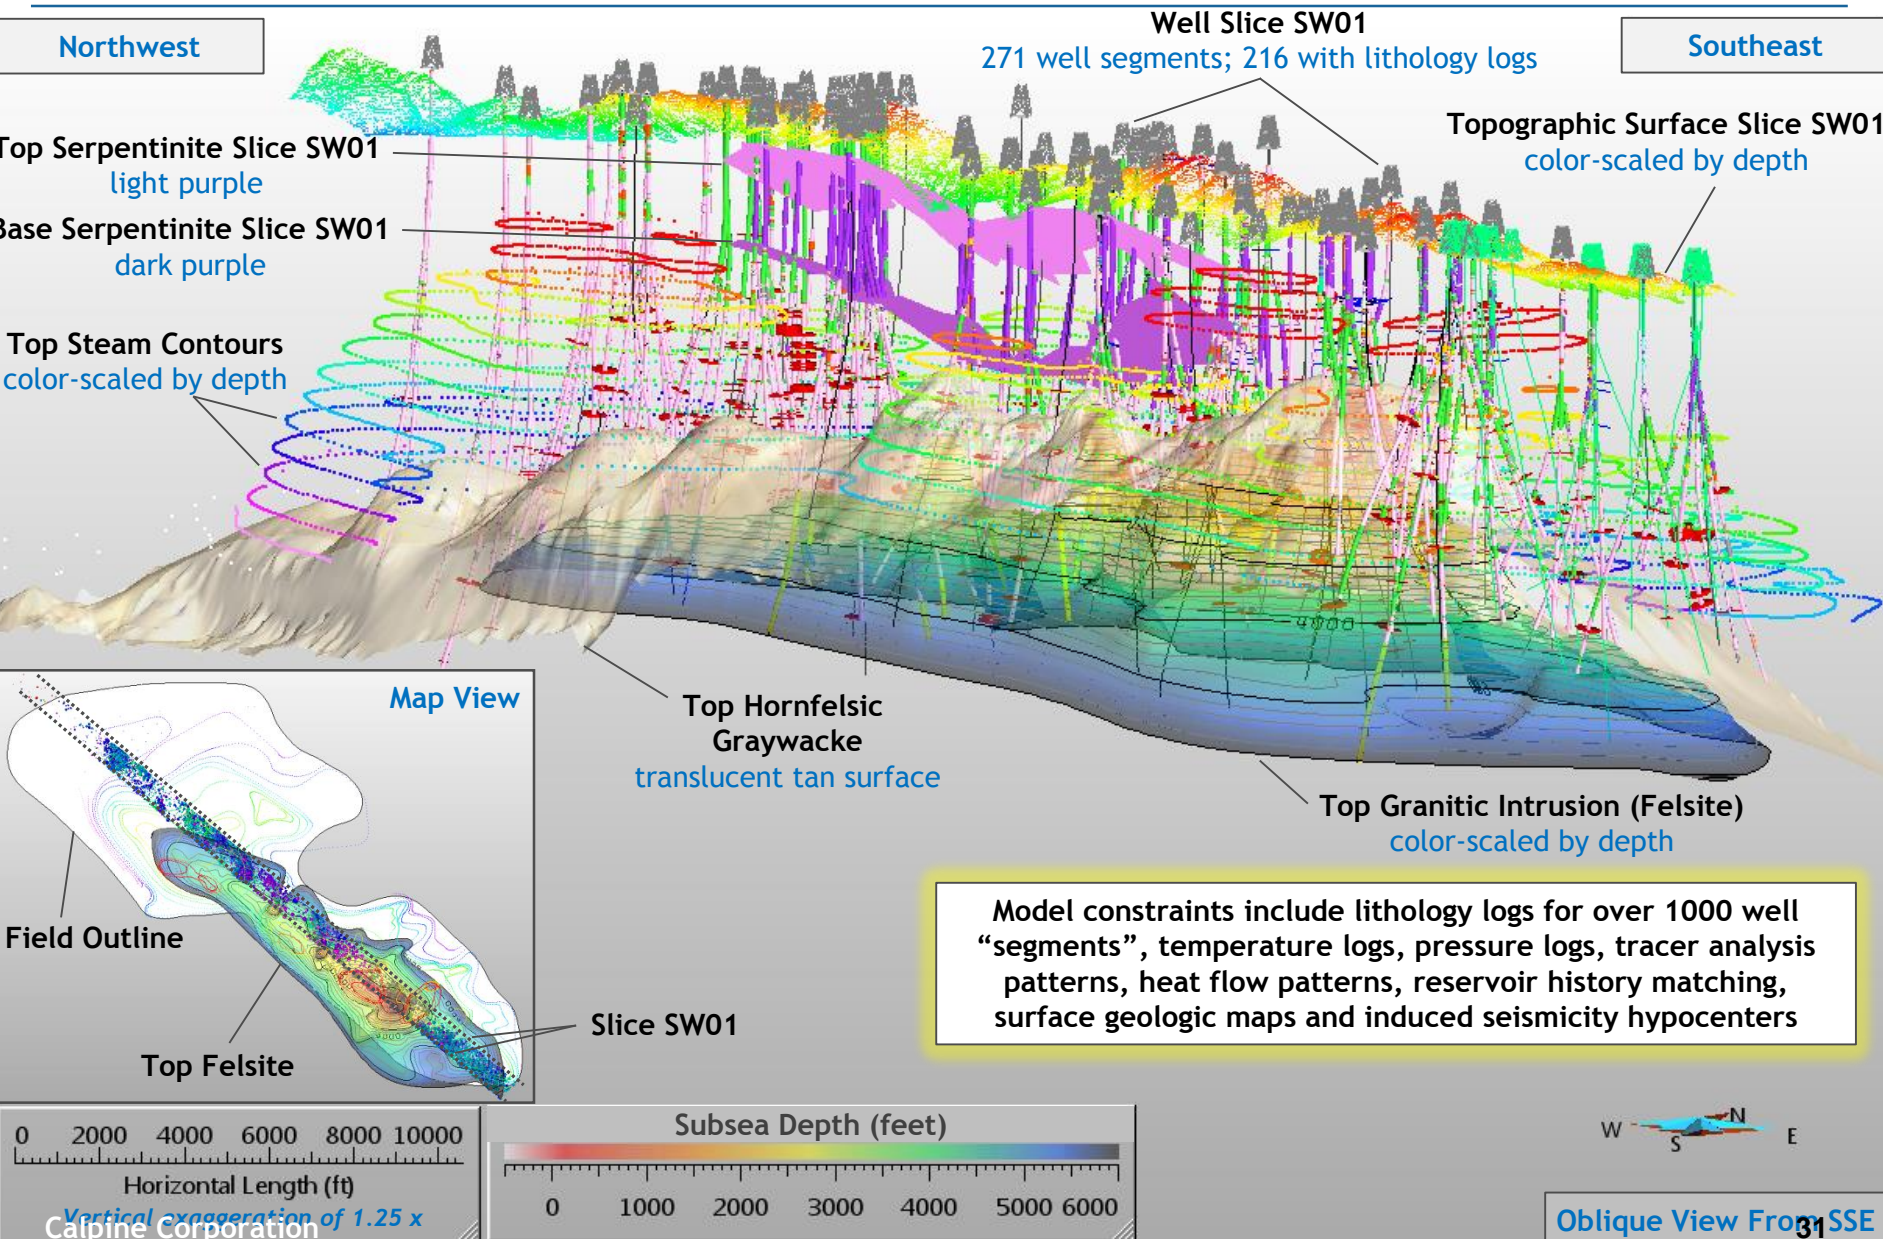 Northwest
Well Slice SW01
271 well segments; 216 with lithology logs
Southeast
Top Serpentinite Slice SW01
light purple
Base Serpentinite Slice SW01
dark purple
Topographic Surface Slice SW01
color-scaled by depth
Top Steam Contours
color-scaled by depth
4000
Map View
Top Hornfelsic
Graywacke
translucent tan surface
Top Granitic Intrusion (Felsite)
color-scaled by depth
Field Outline
Slice SW01
Top Felsite
Model constraints include lithology logs for over 1000 well
“segments”, temperature logs, pressure logs, tracer analysis
patterns, heat flow patterns, reservoir history matching,
surface geologic maps and induced seismicity hypocenters
0 2000 4000 6000 8000 10000
Horizontal Length (ft)
Vertical exaggeration of 1.25 x
Calpine Corporation
Subsea Depth (feet)
0 1000 2000 3000 4000 5000 6000
W N S E
Oblique View From SSE
31